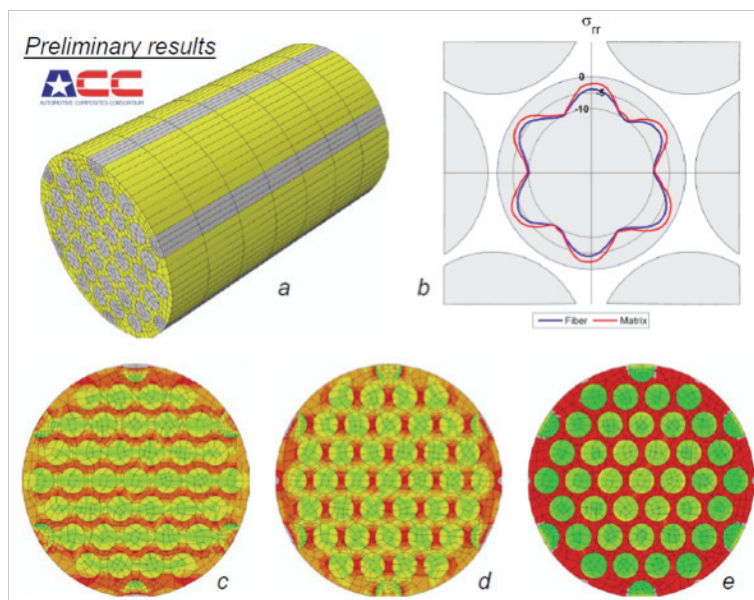 Preliminary results
ACC
AUTOMOTIVE COMPOSITES CONSORTIUM
a
σrr
0
-5
-10
b
Fiber
Matrix
c
d
e